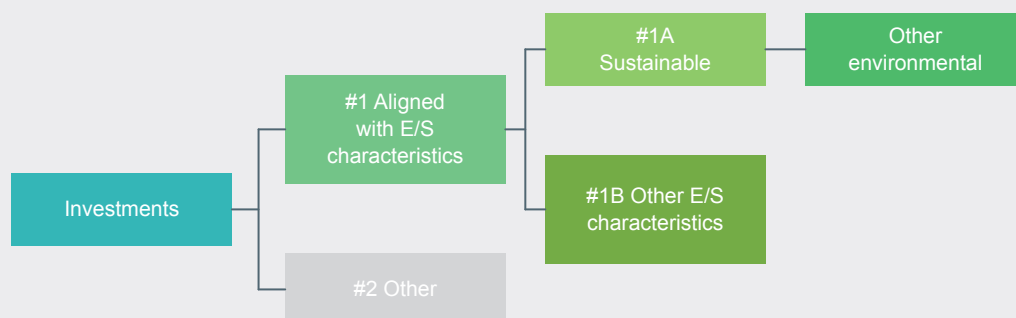 Investments
#1 Aligned
with E/S
characteristics
#2 Other
#1A
Sustainable
#1B Other E/S
characteristics
Other
environmental